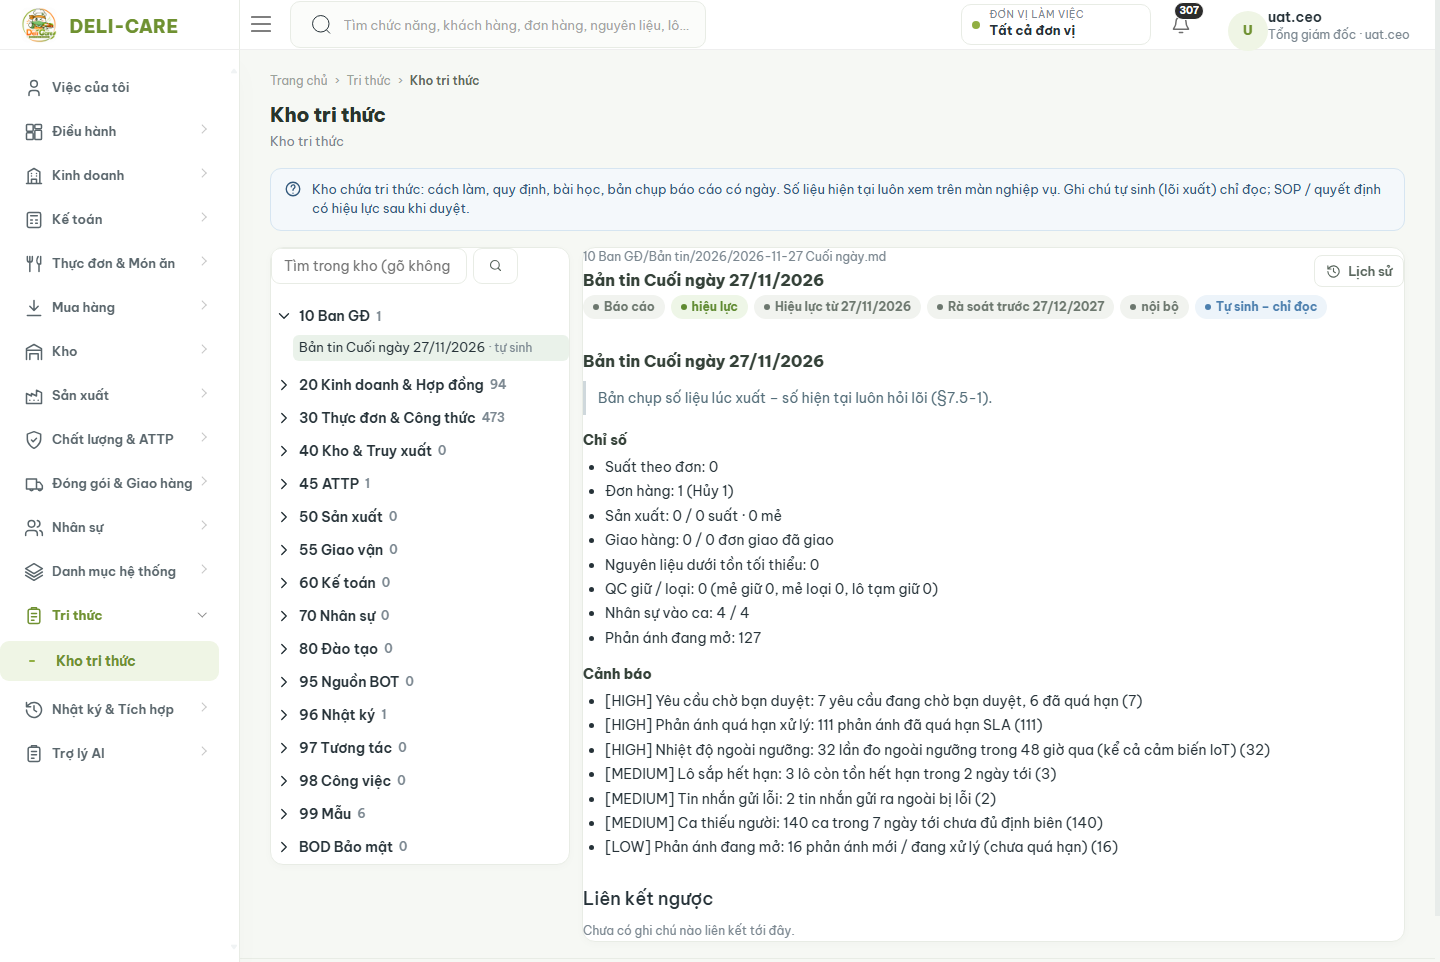 DELI-CARE
Tìm chức năng, khách hàng, đơn hàng, nguyên liệu, lô...
ĐƠN VỊ LÀM VIỆC
Tất cả đơn vị
307
U
uat.ceo
Tổng giám đốc · uat.ceo
Việc của tôi
Điều hành
Kinh doanh
Kế toán
Thực đơn & Món ăn
Mua hàng
Kho
Sản xuất
Chất lượng & ATTP
Đóng gói & Giao hàng
Nhân sự
Danh mục hệ thống
Tri thức
- Kho tri thức
Nhật ký & Tích hợp
Trợ lý AI
Trang chủ > Tri thức > Kho tri thức
Kho tri thức
Kho tri thức
Kho chứa tri thức: cách làm, quy định, bài học, bản chụp báo cáo có ngày. Số liệu hiện tại luôn xem trên màn nghiệp vụ. Ghi chú tự sinh (lõi xuất) chỉ đọc; SOP / quyết định
có hiệu lực sau khi duyệt.
Tìm trong kho (gõ không
10 Ban GĐ 1
Bản tin Cuối ngày 27/11/2026 · tự sinh
20 Kinh doanh & Hợp đồng 94
30 Thực đơn & Công thức 473
40 Kho & Truy xuất 0
45 ATTP 1
50 Sản xuất 0
55 Giao vận 0
60 Kế toán 0
70 Nhân sự 0
80 Đào tạo 0
95 Nguồn BOT 0
96 Nhật ký 1
97 Tương tác 0
98 Công việc 0
99 Mẫu 6
BOD Bảo mật 0
10 Ban GĐ/Bản tin/2026/2026-11-27 Cuối ngày.md
Bản tin Cuối ngày 27/11/2026
Lịch sử
Báo cáo
hiệu lực
Hiệu lực từ 27/11/2026
Rà soát trước 27/12/2027
nội bộ
Tự sinh – chỉ đọc
Bản tin Cuối ngày 27/11/2026
Bản chụp số liệu lúc xuất – số hiện tại luôn hỏi lõi (§7.5-1).
Chỉ số
• Suất theo đơn: 0
• Đơn hàng: 1 (Hủy 1)
• Sản xuất: 0 / 0 suất · 0 mẻ
• Giao hàng: 0 / 0 đơn giao đã giao
• Nguyên liệu dưới tồn tối thiểu: 0
• QC giữ / loại: 0 (mẻ giữ 0, mẻ loại 0, lô tạm giữ 0)
• Nhân sự vào ca: 4 / 4
• Phản ánh đang mở: 127
Cảnh báo
• [HIGH] Yêu cầu chờ bạn duyệt: 7 yêu cầu đang chờ bạn duyệt, 6 đã quá hạn (7)
• [HIGH] Phản ánh quá hạn xử lý: 111 phản ánh đã quá hạn SLA (111)
• [HIGH] Nhiệt độ ngoài ngưỡng: 32 lần đo ngoài ngưỡng trong 48 giờ qua (kể cả cảm biến IoT) (32)
• [MEDIUM] Lô sắp hết hạn: 3 lô còn tồn hết hạn trong 2 ngày tới (3)
• [MEDIUM] Tin nhắn gửi lỗi: 2 tin nhắn gửi ra ngoài bị lỗi (2)
• [MEDIUM] Ca thiếu người: 140 ca trong 7 ngày tới chưa đủ định biên (140)
• [LOW] Phản ánh đang mở: 16 phản ánh mới / đang xử lý (chưa quá hạn) (16)
Liên kết ngược
Chưa có ghi chú nào liên kết tới đây.